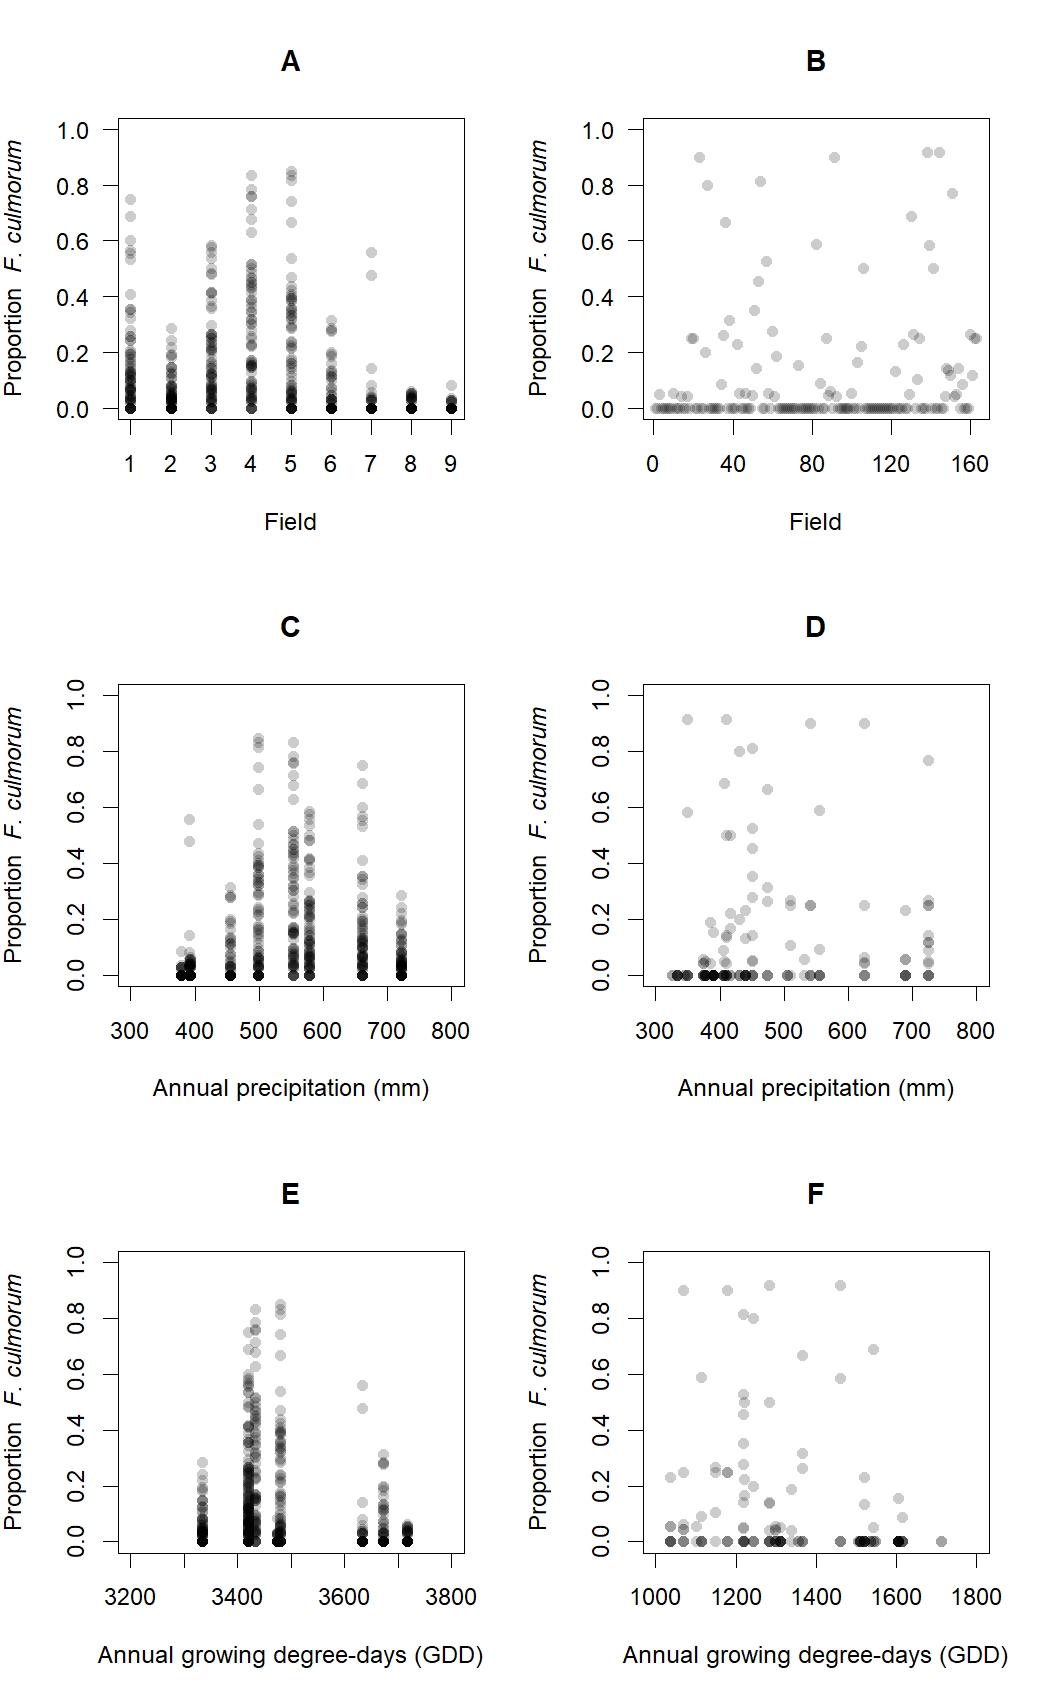 A
B
1.0
0.8
0.6
0.4
0.2
0.0
Proportion F. culmorum
1 2 3 4 5 6 7 8 9
Field
1.0
0.8
0.6
0.4
0.2
0.0
Proportion F. culmorum
0 40 80 120 160
Field
C
D
1.0
0.8
0.6
0.4
0.2
0.0
Proportion F. culmorum
300 400 500 600 700 800
Annual precipitation (mm)
1.0
0.8
0.6
0.4
0.2
0.0
Proportion F. culmorum
300 400 500 600 700 800
Annual precipitation (mm)
E
F
1.0
0.8
0.6
0.4
0.2
0.0
Proportion F. culmorum
3200 3400 3600 3800
Annual growing degree-days (GDD)
1.0
0.8
0.6
0.4
0.2
0.0
Proportion F. culmorum
1000 1200 1400 1600 1800
Annual growing degree-days (GDD)